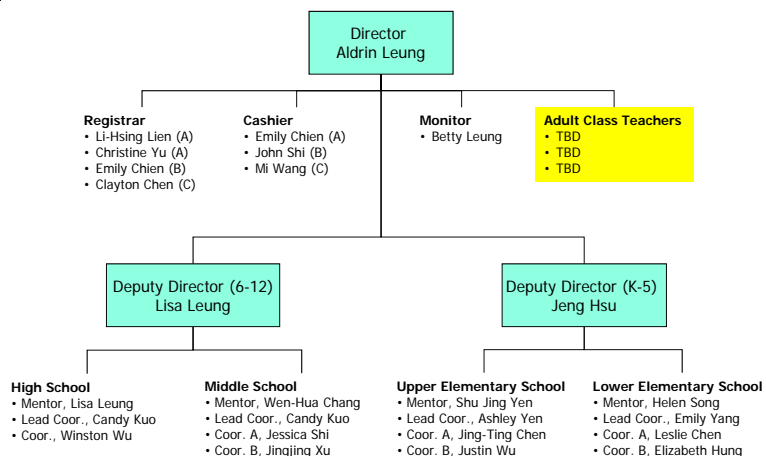 Director
Aldrin Leung
Registrar
• Li-Hsing Lien (A)
• Christine Yu (A)
• Emily Chien (B)
• Clayton Chen (C)
Cashier
• Emily Chien (A)
• John Shi (B)
• Mi Wang (C)
Monitor
• Betty Leung
Adult Class Teachers
• TBD
• TBD
• TBD
Deputy Director (6-12)
Lisa Leung
Deputy Director (K-5)
Jeng Hsu
High School
• Mentor, Lisa Leung
• Lead Coor., Candy Kuo
• Coor., Winston Wu
Middle School
• Mentor, Wen-Hua Chang
• Lead Coor., Candy Kuo
• Coor. A, Jessica Shi
• Coor. B, Jingjing Xu
Upper Elementary School
• Mentor, Shu Jing Yen
• Lead Coor., Ashley Yen
• Coor. A, Jing-Ting Chen
• Coor. B, Justin Wu
Lower Elementary School
• Mentor, Helen Song
• Lead Coor., Emily Yang
• Coor. A, Leslie Chen
• Coor. B, Elizabeth Hung